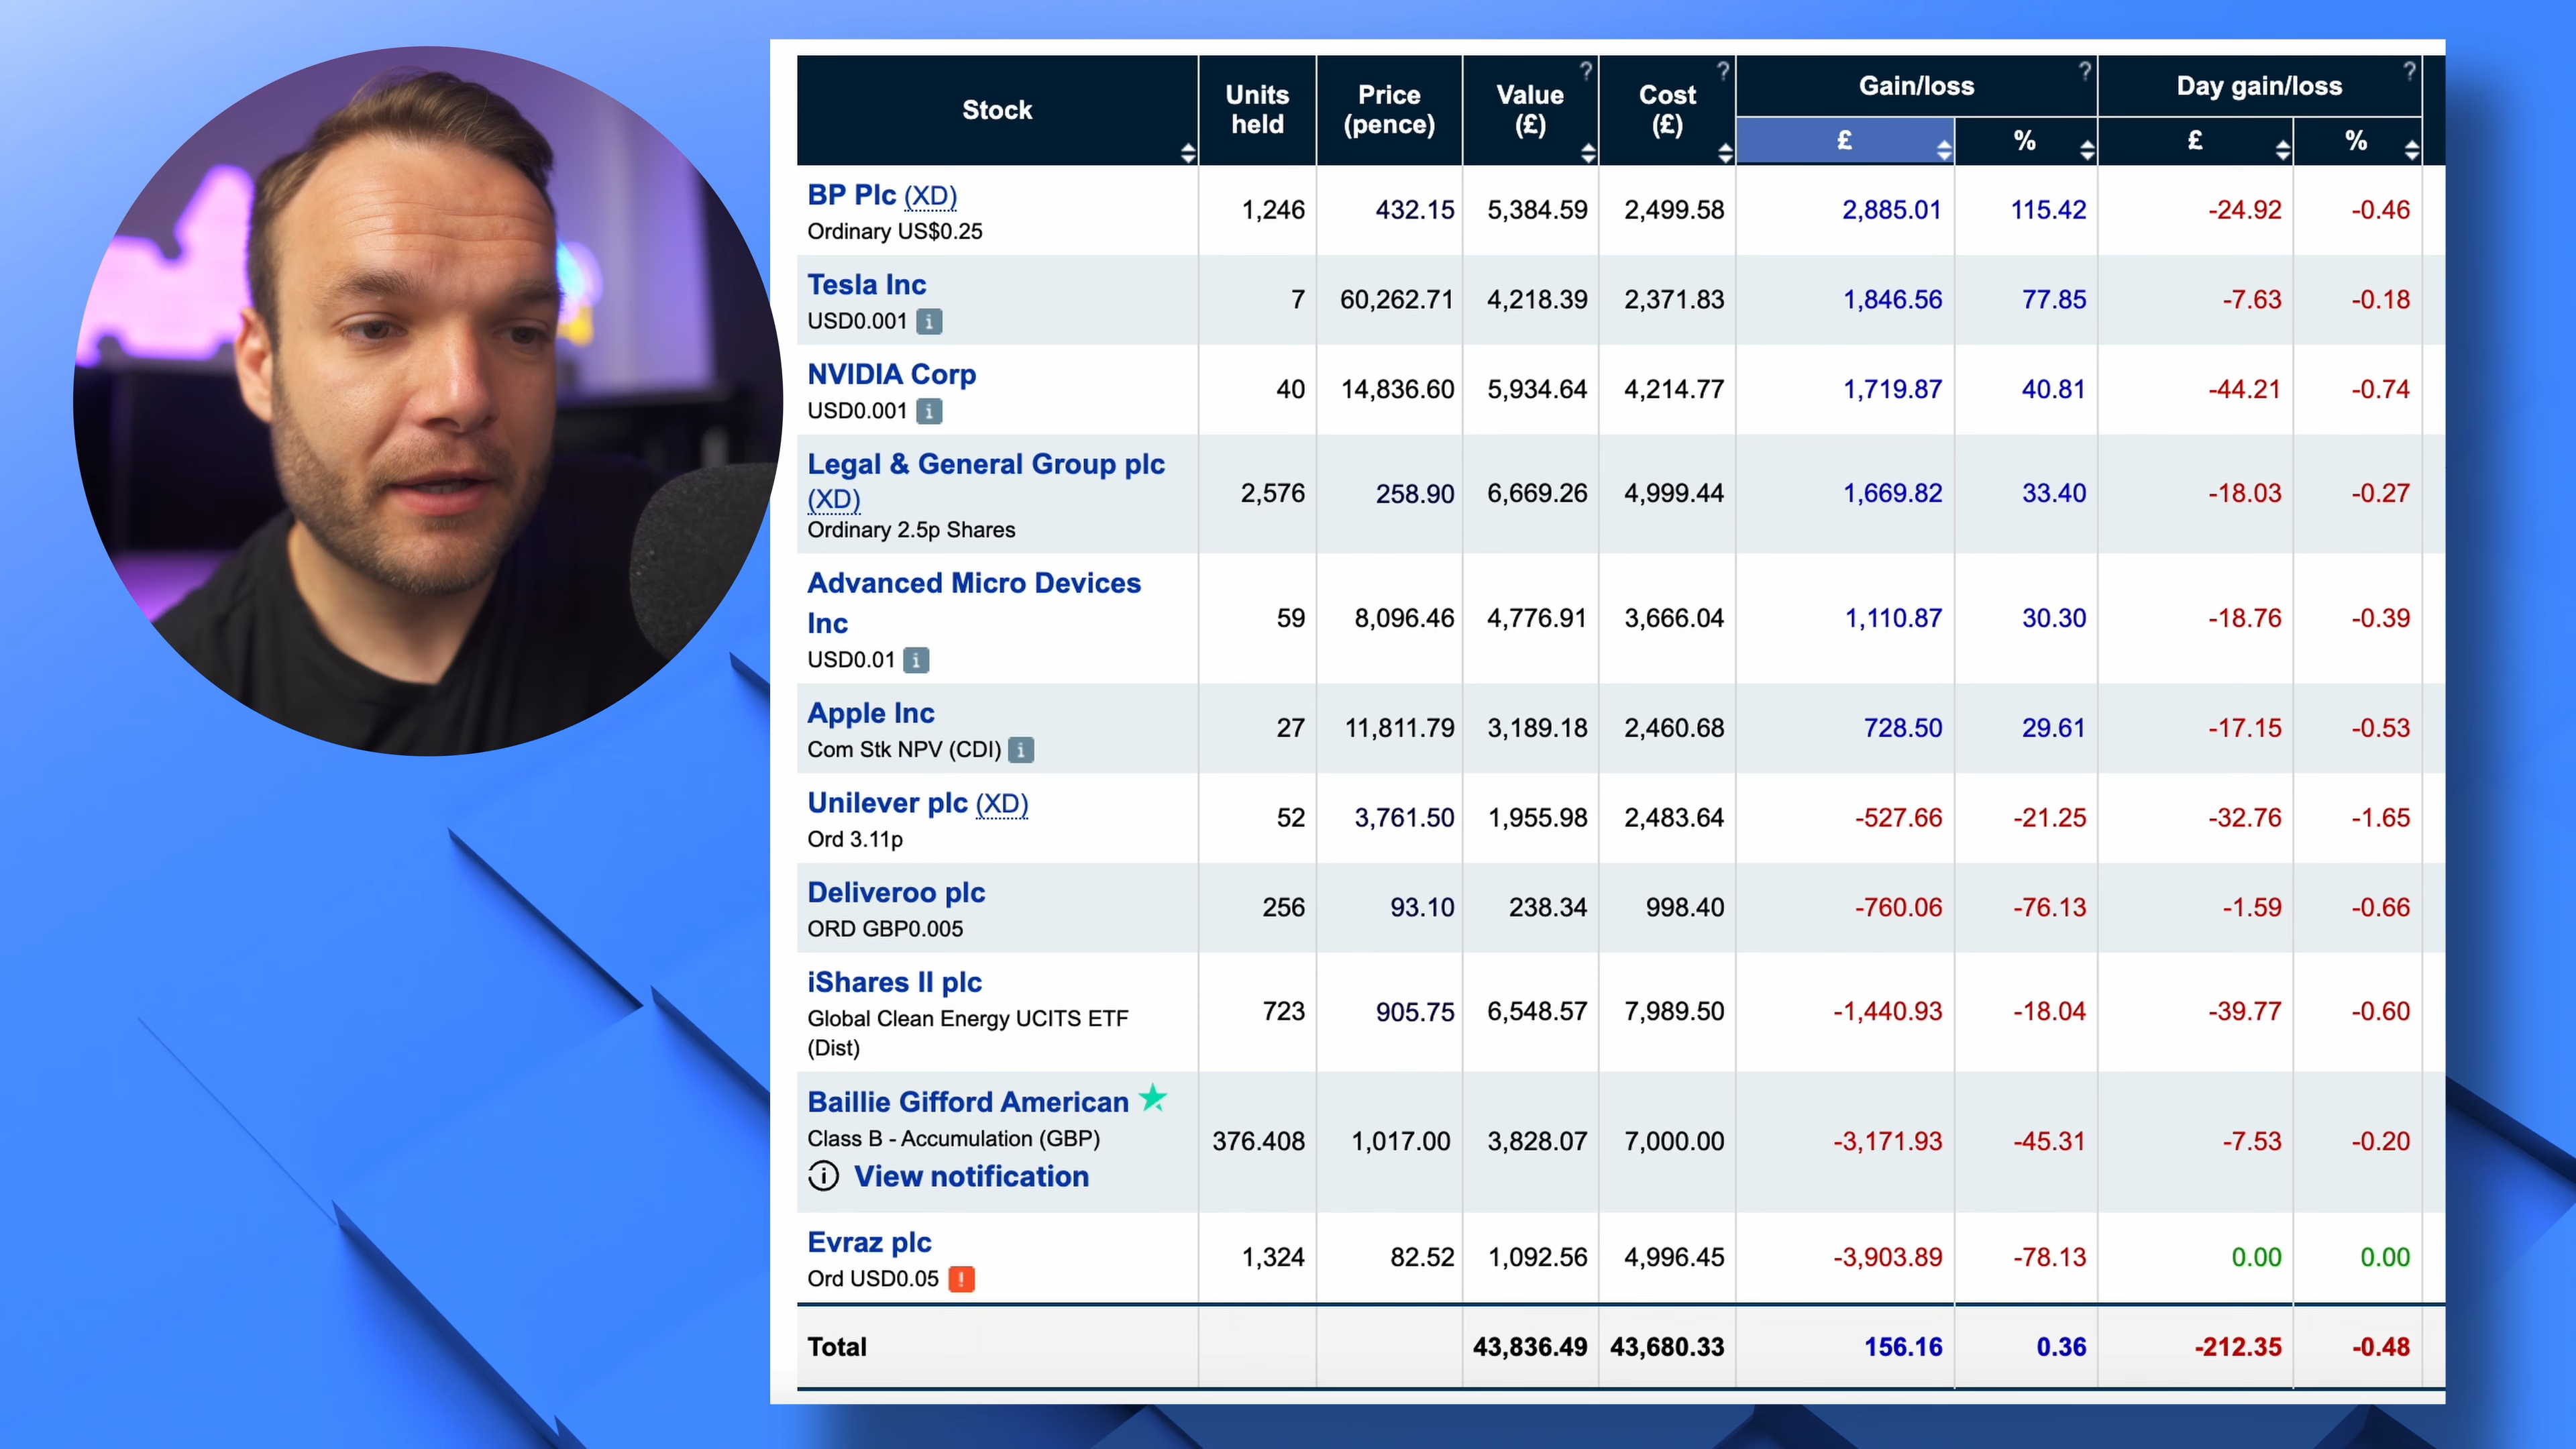 Stock Units held Price (pence) Value (£) ? Cost (£) ? Gain/loss ? Day gain/loss ?
£ % £ %
BP Plc (XD) 1,246 432.15 5,384.59 2,499.58 2,885.01 115.42 -24.92 -0.46
Ordinary US$0.25
Tesla Inc 7 60,262.71 4,218.39 2,371.83 1,846.56 77.85 -7.63 -0.18
USD0.001 i
NVIDIA Corp 40 14,836.60 5,934.64 4,214.77 1,719.87 40.81 -44.21 -0.74
USD0.001 i
Legal & General Group plc 2,576 258.90 6,669.26 4,999.44 1,669.82 33.40 -18.03 -0.27
(XD)
Ordinary 2.5p Shares
Advanced Micro Devices
Inc 59 8,096.46 4,776.91 3,666.04 1,110.87 30.30 -18.76 -0.39
USD0.01 i
Apple Inc 27 11,811.79 3,189.18 2,460.68 728.50 29.61 -17.15 -0.53
Com Stk NPV (CDI) i
Unilever plc (XD) 52 3,761.50 1,955.98 2,483.64 -527.66 -21.25 -32.76 -1.65
Ord 3.11p
Deliveroo plc 256 93.10 238.34 998.40 -760.06 -76.13 -1.59 -0.66
ORD GBP0.005
iShares II plc 723 905.75 6,548.57 7,989.50 -1,440.93 -18.04 -39.77 -0.60
Global Clean Energy UCITS ETF
(Dist)
Baillie Gifford American 376.408 1,017.00 3,828.07 7,000.00 -3,171.93 -45.31 -7.53 -0.20
Class B - Accumulation (GBP)
i View notification
Evraz plc 1,324 82.52 1,092.56 4,996.45 -3,903.89 -78.13 0.00 0.00
Ord USD0.05 !
Total 43,836.49 43,680.33 156.16 0.36 -212.35 -0.48